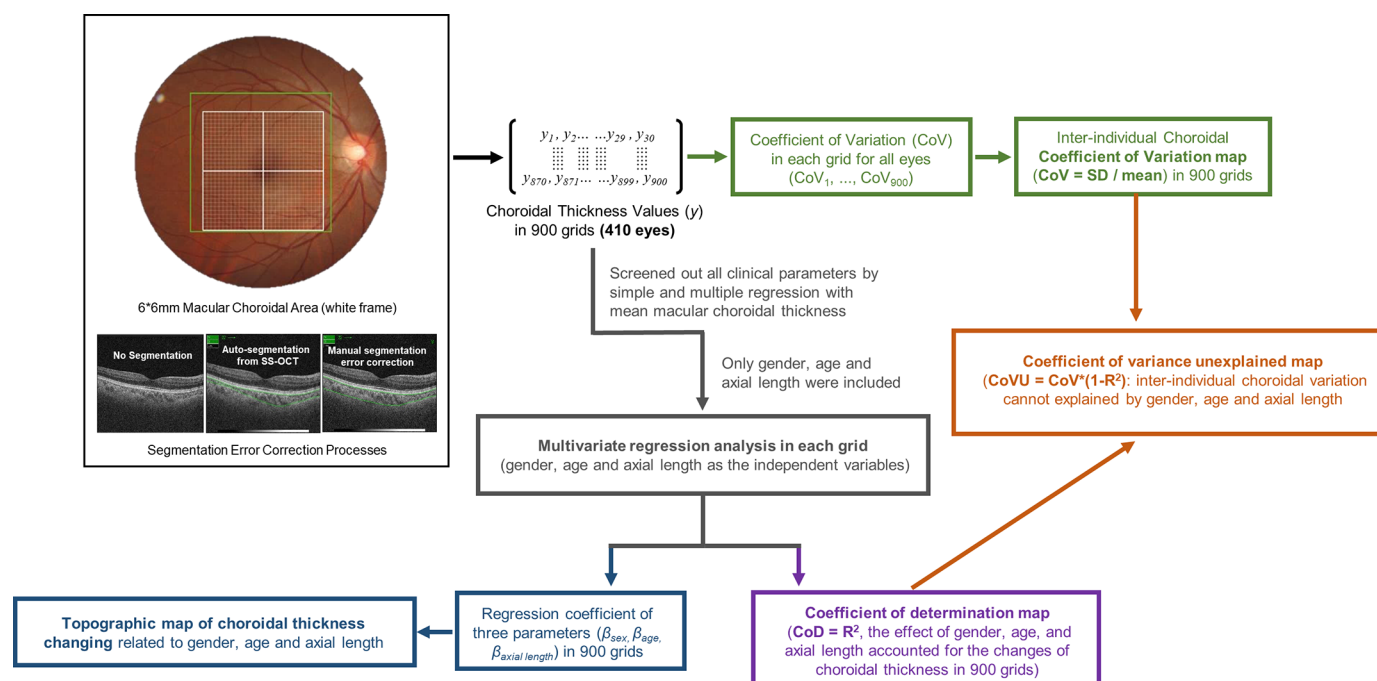 6*6mm Macular Choroidal Area (white frame)
No Segmentation
Auto-segmentation
from SS-OCT
Manual segmentation
error correction
Segmentation Error Correction Processes
y1, y2... ...y29, y30
y870, y871... ...y899, y900
Choroidal Thickness Values (y)
in 900 grids (410 eyes)
Coefficient of Variation (CoV)
in each grid for all eyes
(CoV1, ..., CoV900)
Inter-individual Choroidal
Coefficient of Variation map
(CoV = SD / mean) in 900 grids
Screened out all clinical parameters by
simple and multiple regression with
mean macular choroidal thickness
Only gender, age and
axial length were included
Coefficient of variance unexplained map
(CoVU = CoV*(1-R²): inter-individual choroidal variation
cannot explained by gender, age and axial length
Multivariate regression analysis in each grid
(gender, age and axial length as the independent variables)
Topographic map of choroidal thickness
changing related to gender, age and axial length
Regression coefficient of
three parameters (βsex, βage,
βaxial length) in 900 grids
Coefficient of determination map
(CoD = R², the effect of gender, age, and
axial length accounted for the changes of
choroidal thickness in 900 grids)